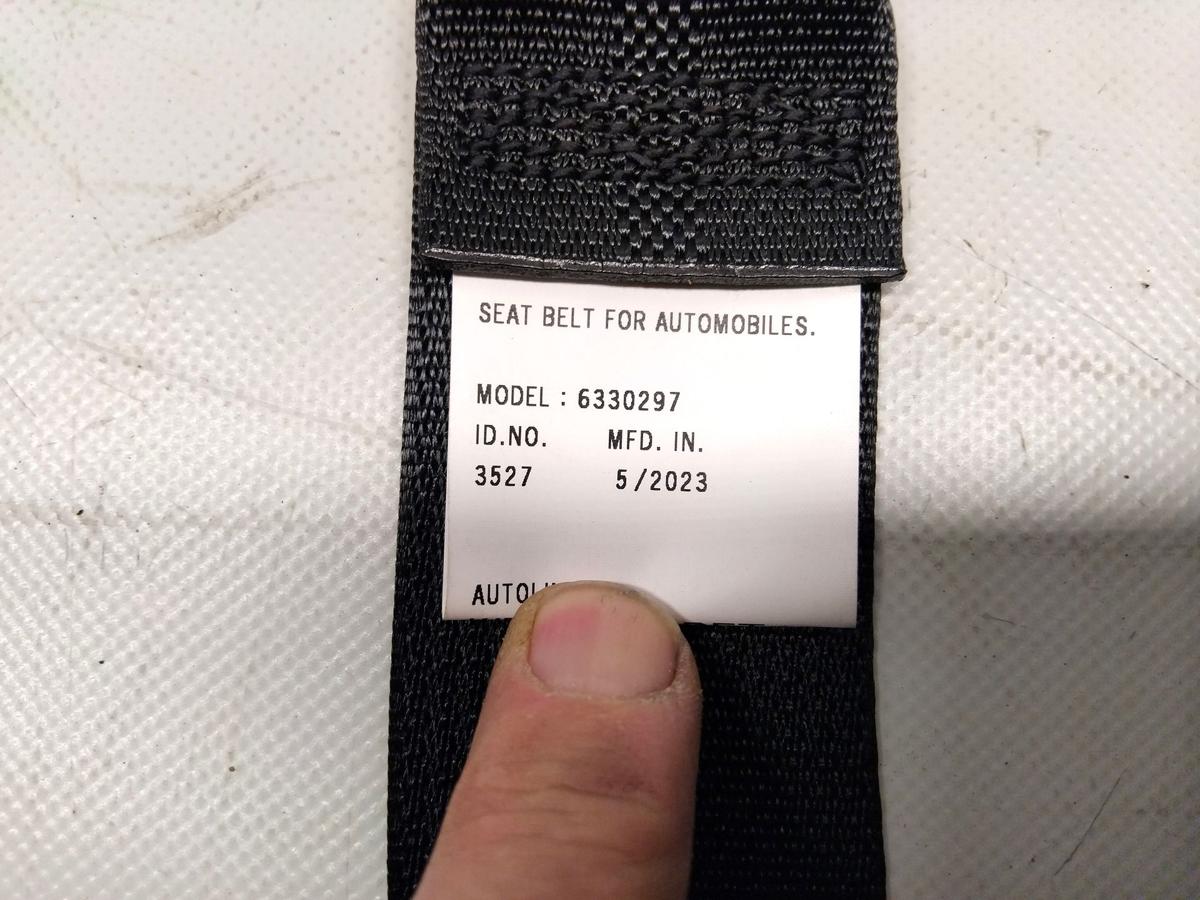 SEAT BELT FOR AUTOMOBILES.
MODEL : 6330297
ID.NO. MFD. IN.
3527 5/2023